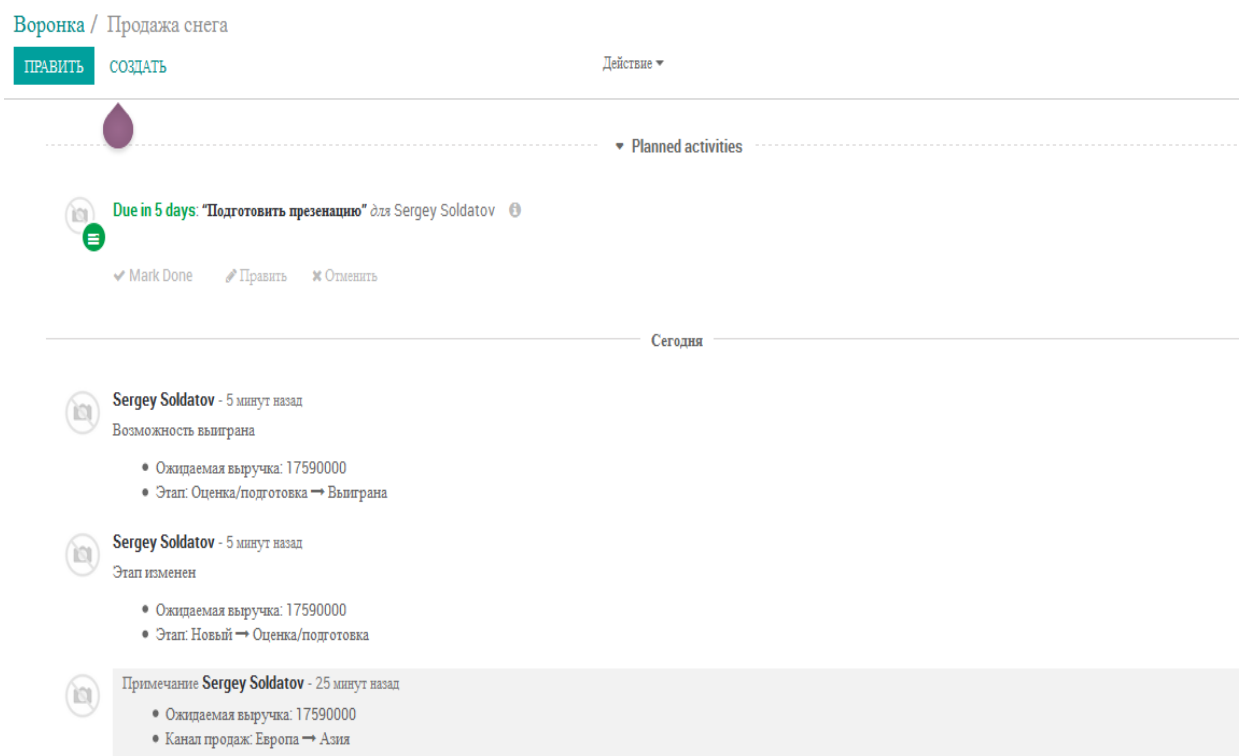 Воронка / Продажа снега
ПРАВИТЬ СОЗДАТЬ Действие
Planned activities
Due in 5 days: “Подготовить презенацию” для Sergey Soldatov
Mark Done Править Отменить
Сегодня
Sergey Soldatov - 5 минут назад
Возможность выиграна
• Ожидаемая выручка: 17590000
• Этап: Оценка/подготовка → Выиграна
Sergey Soldatov - 5 минут назад
Этап изменен
• Ожидаемая выручка: 17590000
• Этап: Новый → Оценка/подготовка
Примечание Sergey Soldatov - 25 минут назад
• Ожидаемая выручка: 17590000
• Канал продаж: Европа → Азия